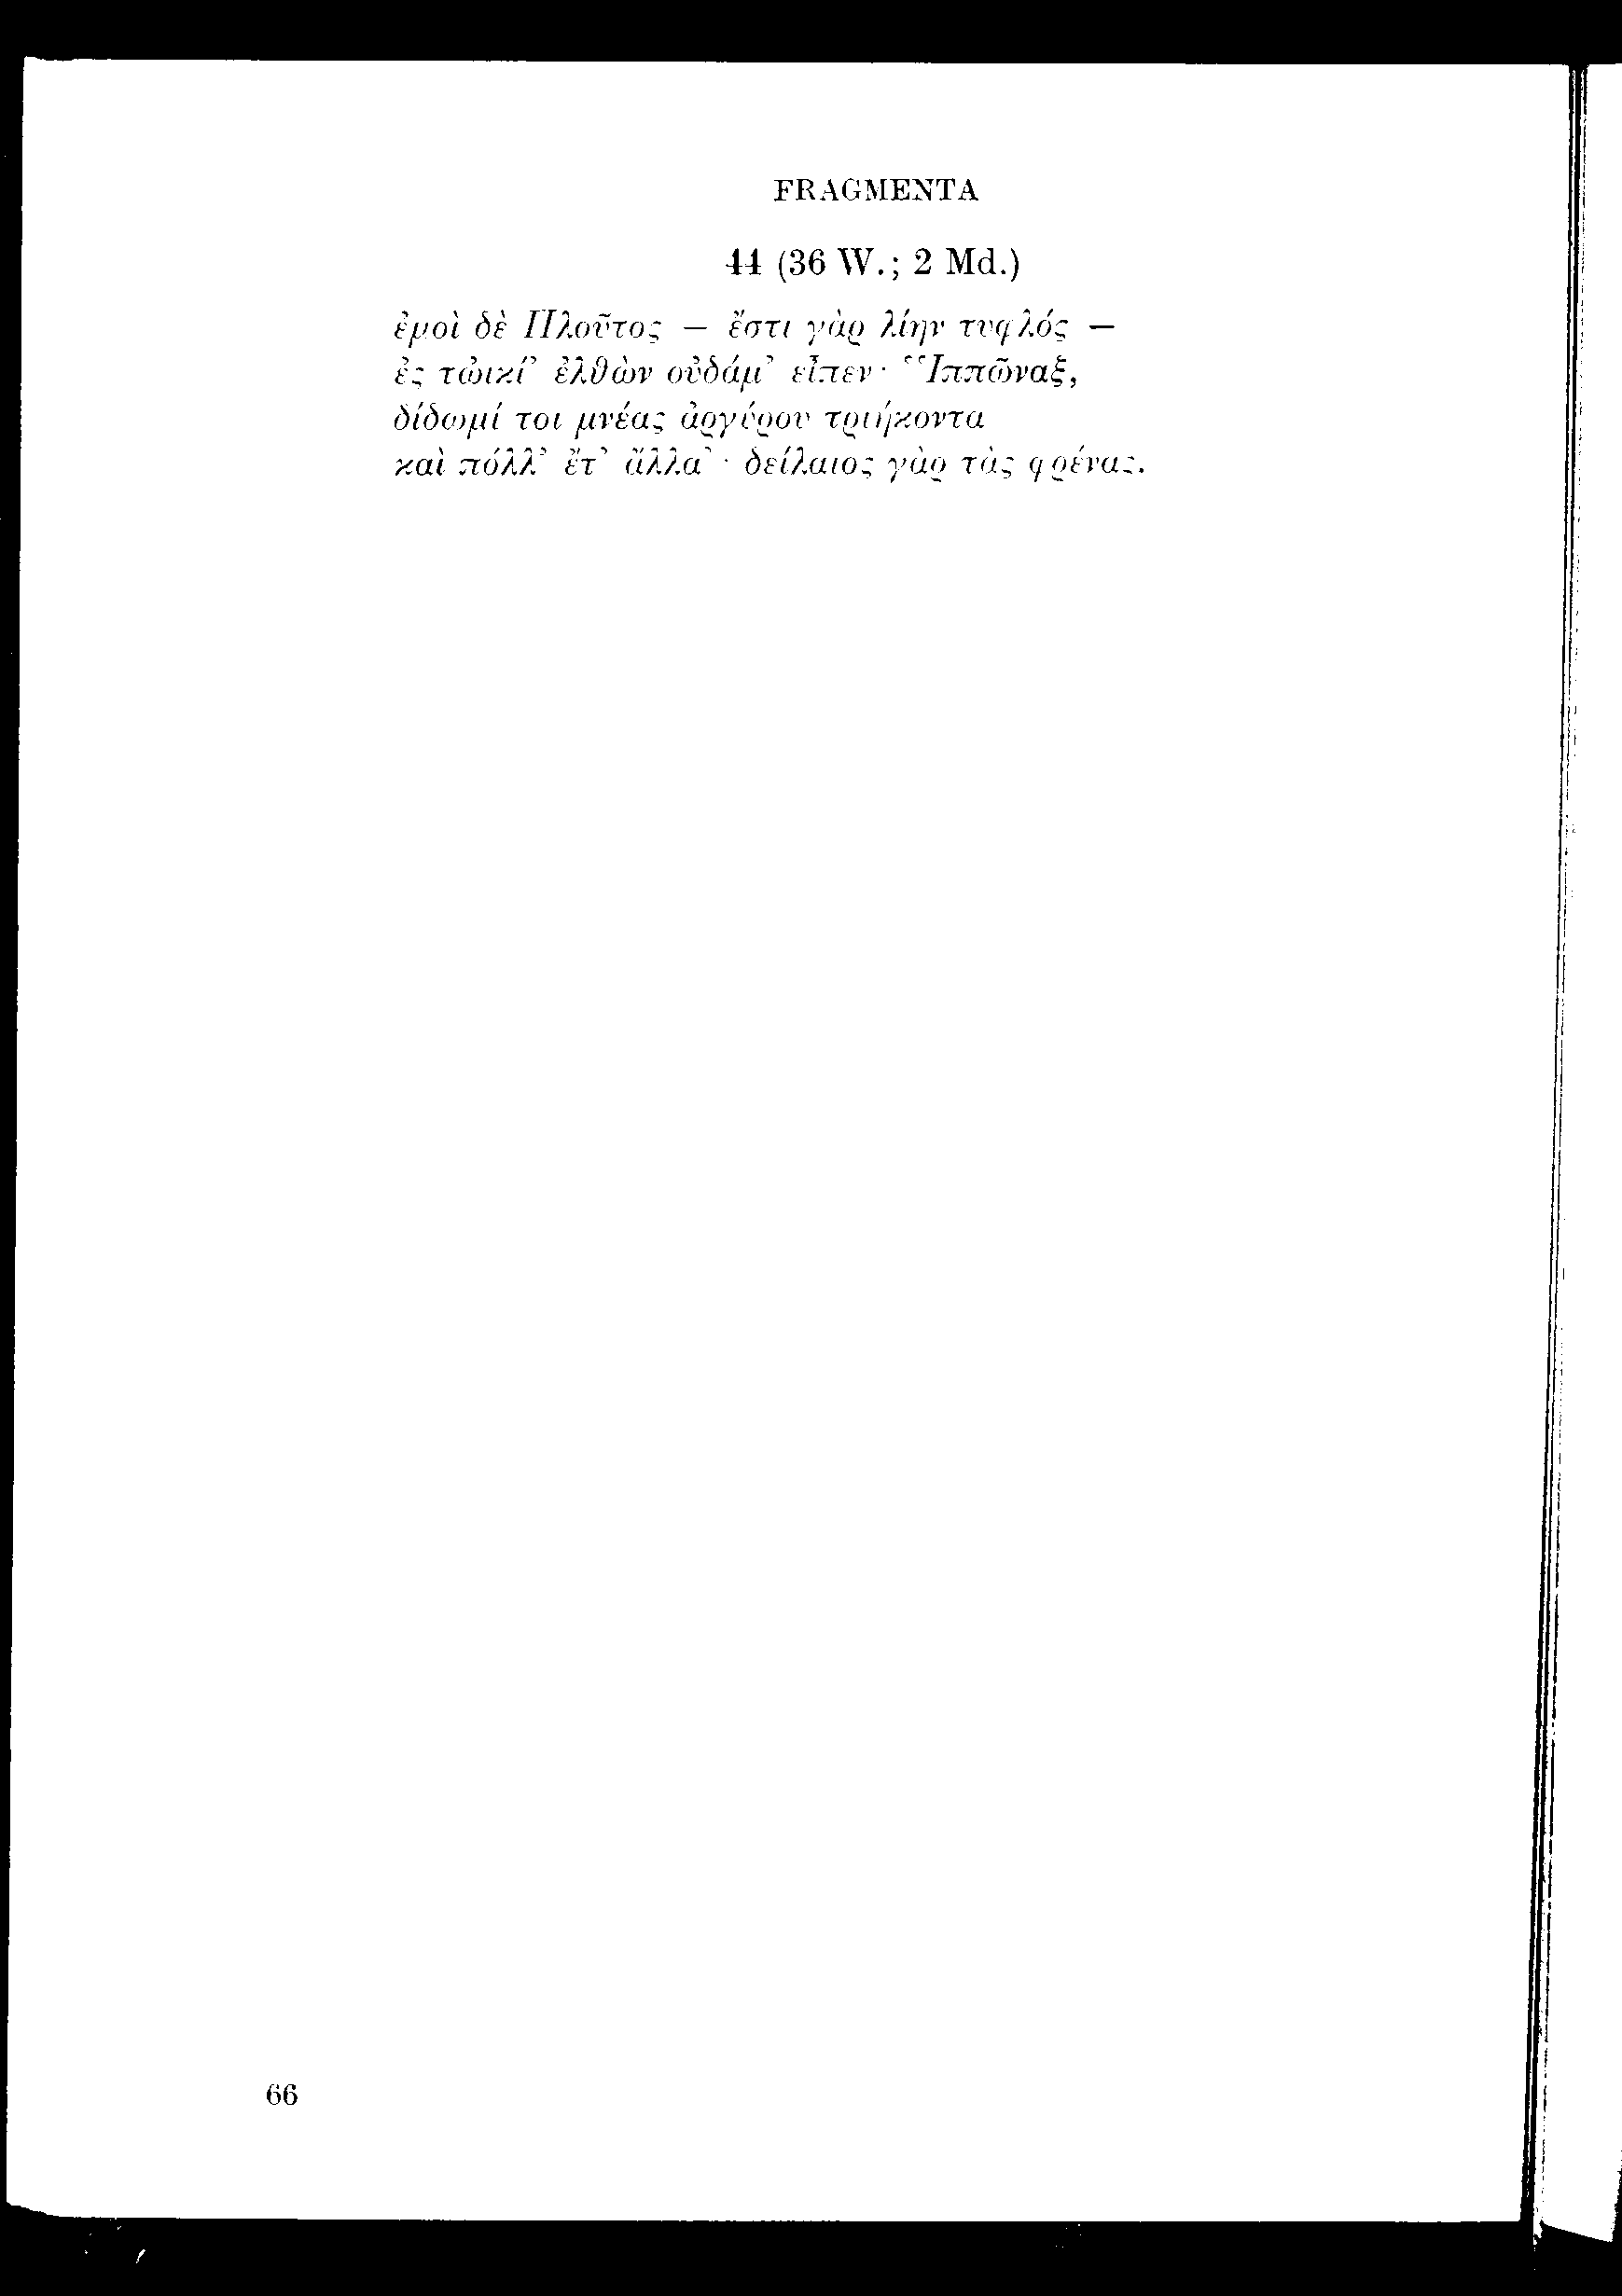 FRAGMENTA
44 (36 W.; 2 Md.)
ἐμοὶ δὲ Πλοῦτος — ἔστι γὰρ λίην τυφλός —
ἐς τὠικί’ ἐλθὼν οὐδάμ’ εἶπεν· ‘‘Ιππῶναξ,
δίδωμί τοι μνέας ἀργύρου τριήκοντα
καὶ πόλλ’ ἔτ’ ἄλλα’· δείλαιος γὰρ τὰς φρένας.
66